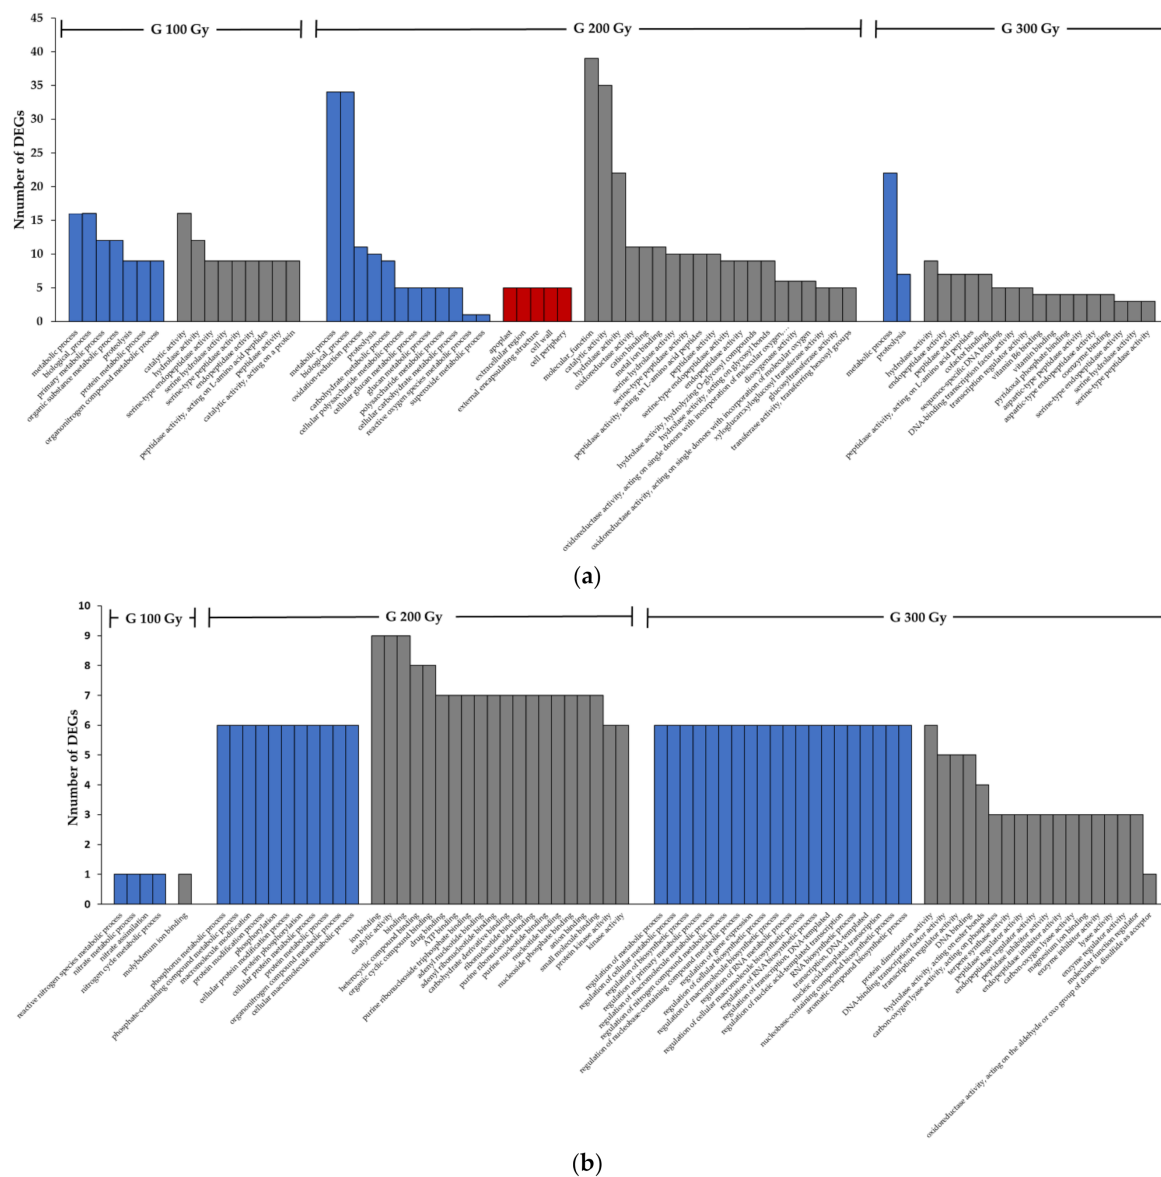 45
40
35
30
25
20
15
10
5
0
Nnumber of DEGs
G 100 Gy
G 200 Gy
G 300 Gy
metabolic process
biological_process
primary metabolic process
organic substance metabolic process
proteolysis
protein metabolic process
organonitrogen compound metabolic process
catalytic activity
hydrolase activity
serine-type endopeptidase activity
serine hydrolase activity
serine-type peptidase activity
endopeptidase activity
peptidase activity, acting on L-amino acid peptides
peptidase activity
catalytic activity, acting on a protein
metabolic process
biological_process
oxidation-reduction process
proteolysis
carbohydrate metabolic process
cellular polysaccharide metabolic process
cellular glucan metabolic process
glucan metabolic process
polysaccharide metabolic process
cellular carbohydrate metabolic process
reactive oxygen species metabolic process
superoxide metabolic process
apoplast
extracellular region
external encapsulating structure
cell wall
cell periphery
molecular_function
catalytic activity
hydrolase activity
oxidoreductase activity
cation binding
metal ion binding
serine hydrolase activity
serine-type peptidase activity
peptidase activity, acting on L-amino acid peptides
peptidase activity
serine-type endopeptidase activity
endopeptidase activity
hydrolase activity, hydrolyzing O-glycosyl compounds
hydrolase activity, acting on glycosyl bonds
oxidoreductase activity, acting on single donors with incorporation of molecular oxygen,…
dioxygenase activity
oxidoreductase activity, acting on single donors with incorporation of molecular oxygen
xyloglucan:xyloglucosyl transferase activity
glucosyltransferase activity
transferase activity, transferring hexosyl groups
metabolic process
proteolysis
hydrolase activity
endopeptidase activity
peptidase activity
peptidase activity, acting on L-amino acid peptides
cofactor binding
sequence-specific DNA binding
DNA-binding transcription factor activity
transcription regulator activity
vitamin B6 binding
vitamin binding
pyridoxal phosphate binding
aspartic-type peptidase activity
aspartic-type endopeptidase activity
coenzyme binding
serine-type endopeptidase activity
serine hydrolase activity
serine-type peptidase activity
(a)
10
9
8
7
6
5
4
3
2
1
0
Nnumber of DEGs
G 100 Gy
G 200 Gy
G 300 Gy
reactive nitrogen species metabolic process
nitrate metabolic process
nitrate assimilation
nitrogen cycle metabolic process
molybdenum ion binding
phosphorus metabolic process
phosphate-containing compound metabolic process
macromolecule modification
protein modification process
phosphorylation
cellular protein modification process
protein phosphorylation
cellular protein metabolic process
protein metabolic process
organonitrogen compound metabolic process
cellular macromolecule metabolic process
ion binding
catalytic activity
binding
heterocyclic compound binding
organic cyclic compound binding
drug binding
ATP binding
purine ribonucleoside triphosphate binding
adenyl nucleotide binding
adenyl ribonucleotide binding
carbohydrate derivative binding
purine ribonucleotide binding
ribonucleotide binding
purine nucleotide binding
nucleotide binding
nucleoside phosphate binding
anion binding
small molecule binding
protein kinase activity
kinase activity
regulation of metabolic process
regulation of cellular metabolic process
regulation of biosynthetic process
regulation of primary metabolic process
regulation of macromolecule metabolic process
regulation of nitrogen compound metabolic process
regulation of nucleobase-containing compound metabolic process
regulation of gene expression
regulation of cellular biosynthetic process
regulation of macromolecule biosynthetic process
regulation of RNA metabolic process
regulation of cellular macromolecule biosynthetic process
regulation of RNA biosynthetic process
regulation of transcription, DNA-templated
regulation of nucleic acid-templated transcription
RNA biosynthetic process
transcription, DNA-templated
nucleic acid-templated transcription
nucleobase-containing compound biosynthetic process
aromatic compound biosynthetic process
protein dimerization activity
DNA-binding transcription factor activity
transcription regulator activity
DNA binding
hydrolase activity, acting on ester bonds
carbon-oxygen lyase activity, acting on phosphates
terpene synthase activity
peptidase regulator activity
peptidase inhibitor activity
endopeptidase regulator activity
endopeptidase inhibitor activity
carbon-oxygen lyase activity
magnesium ion binding
enzyme inhibitor activity
lyase activity
enzyme regulator activity
molecular function regulator
oxidoreductase activity, acting on the aldehyde or oxo group of donors, disulfide as acceptor
(b)